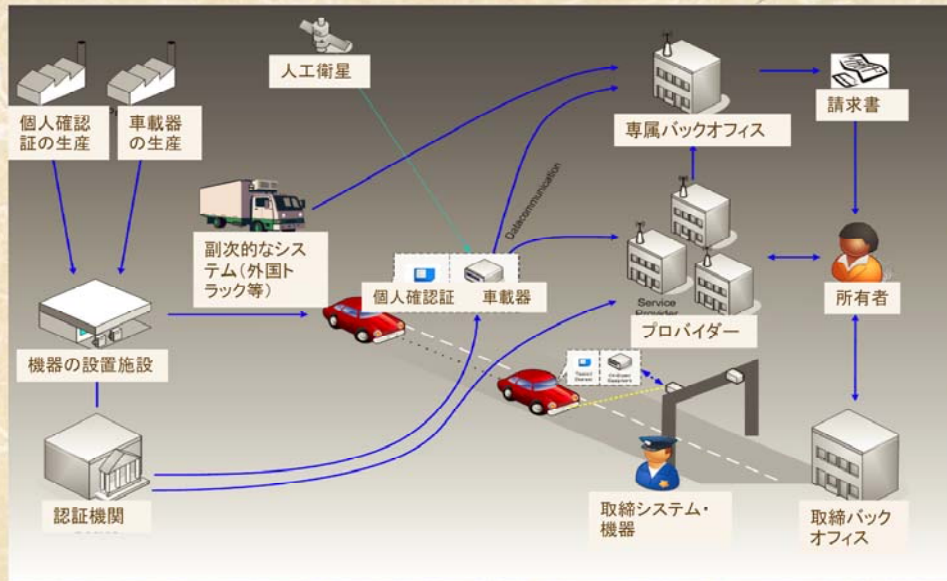 人工衛星
個人確認
証の生産
車載器
の生産
専属バックオフィス
請求書
Datacommunication
副次的なシス
テム(外国ト
ラック等)
個人確認証
車載器
所有者
Service
Provider
プロバイダー
機器の設置施設
認証機関
取締システム・
機器
取締バック
オフィス